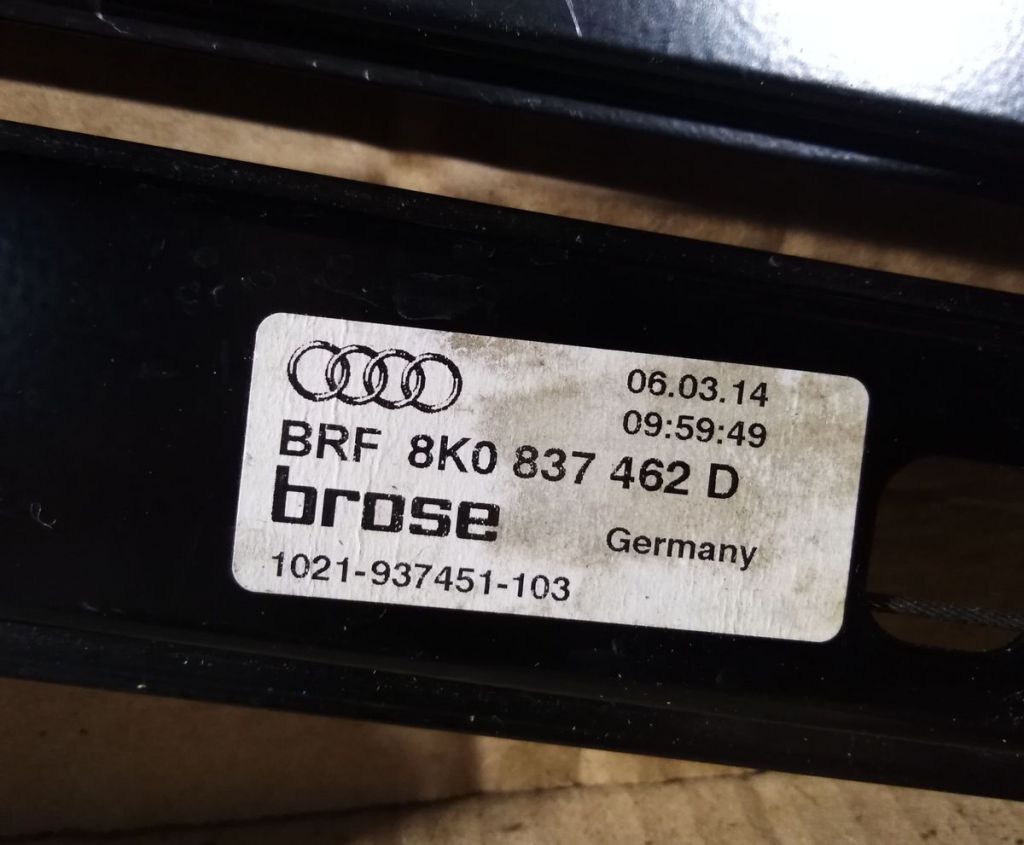 06.03.14
09:59:49
BRF 8K0 837 462 D
brose
Germany
1021-937451-103